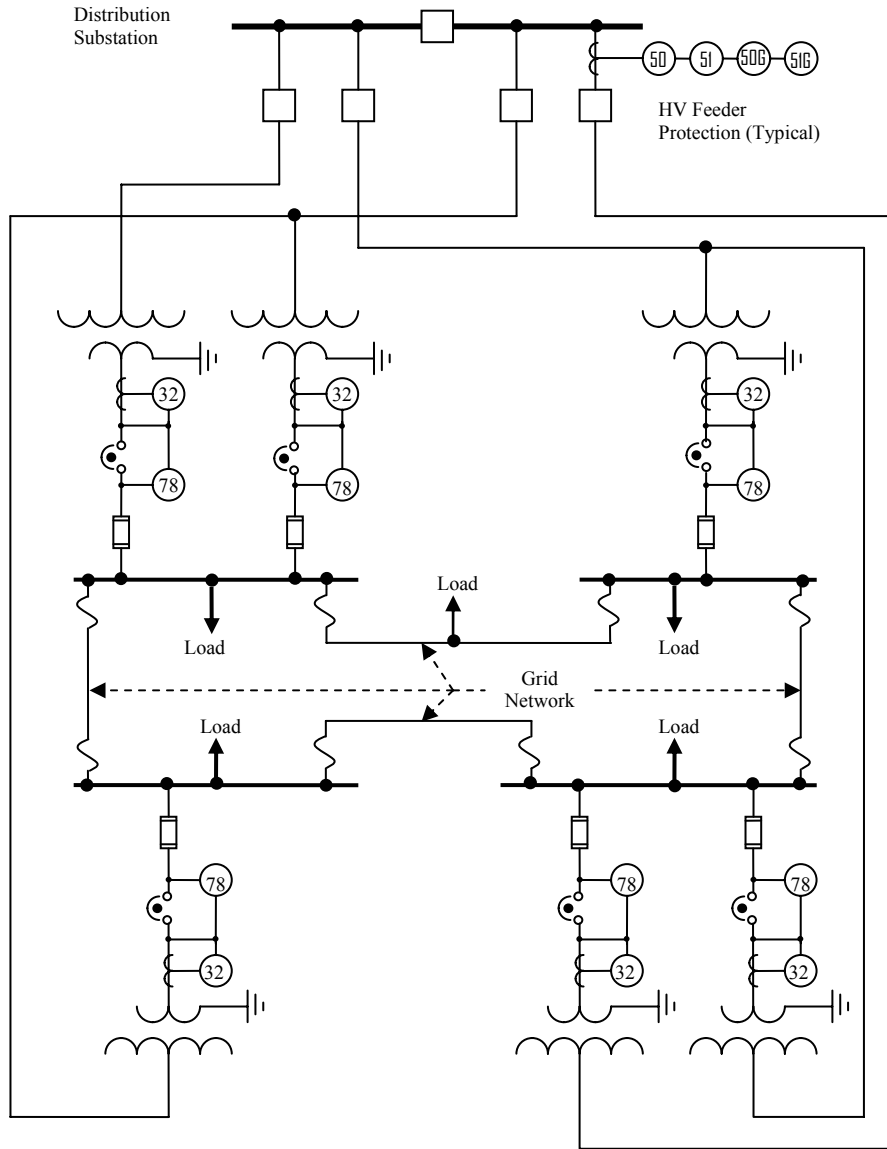 Distribution
Substation
50 51 50G 51G
HV Feeder
Protection (Typical)
32 32 32
78 78 78
Load
Load Load
Grid
Network
Load Load
78 78 78
32 32 32